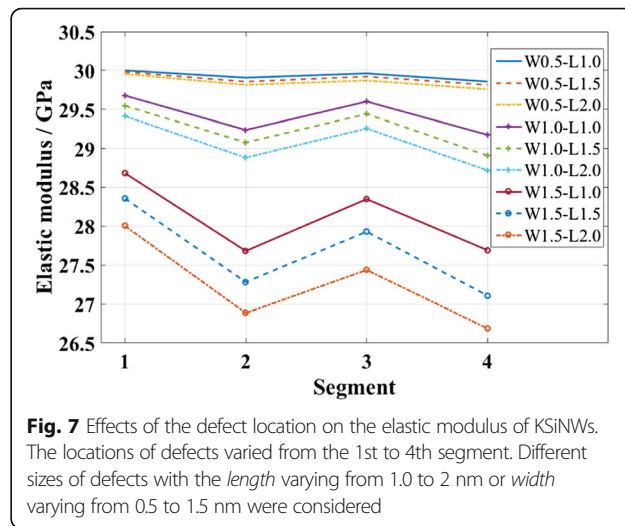 30.5
30
29.5
29
28.5
28
27.5
27
26.5
Elastic modulus / GPa
1 2 3 4
Segment
W0.5-L1.0
W0.5-L1.5
W0.5-L2.0
W1.0-L1.0
W1.0-L1.5
W1.0-L2.0
W1.5-L1.0
W1.5-L1.5
W1.5-L2.0
Fig. 7 Effects of the defect location on the elastic modulus of KSiNWs.
The locations of defects varied from the 1st to 4th segment. Different
sizes of defects with the length varying from 1.0 to 2 nm or width
varying from 0.5 to 1.5 nm were considered